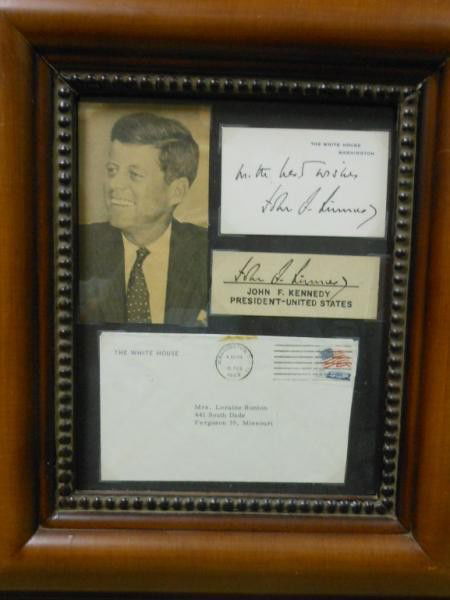 THE WHITE HOUSE
WASHINGTON
with best wishes
John F. Kennedy
John F. Kennedy
JOHN F. KENNEDY
PRESIDENT-UNITED STATES
THE WHITE HOUSE
Mrs. Loraine
441 South Dade
Ferguson 35, Missouri